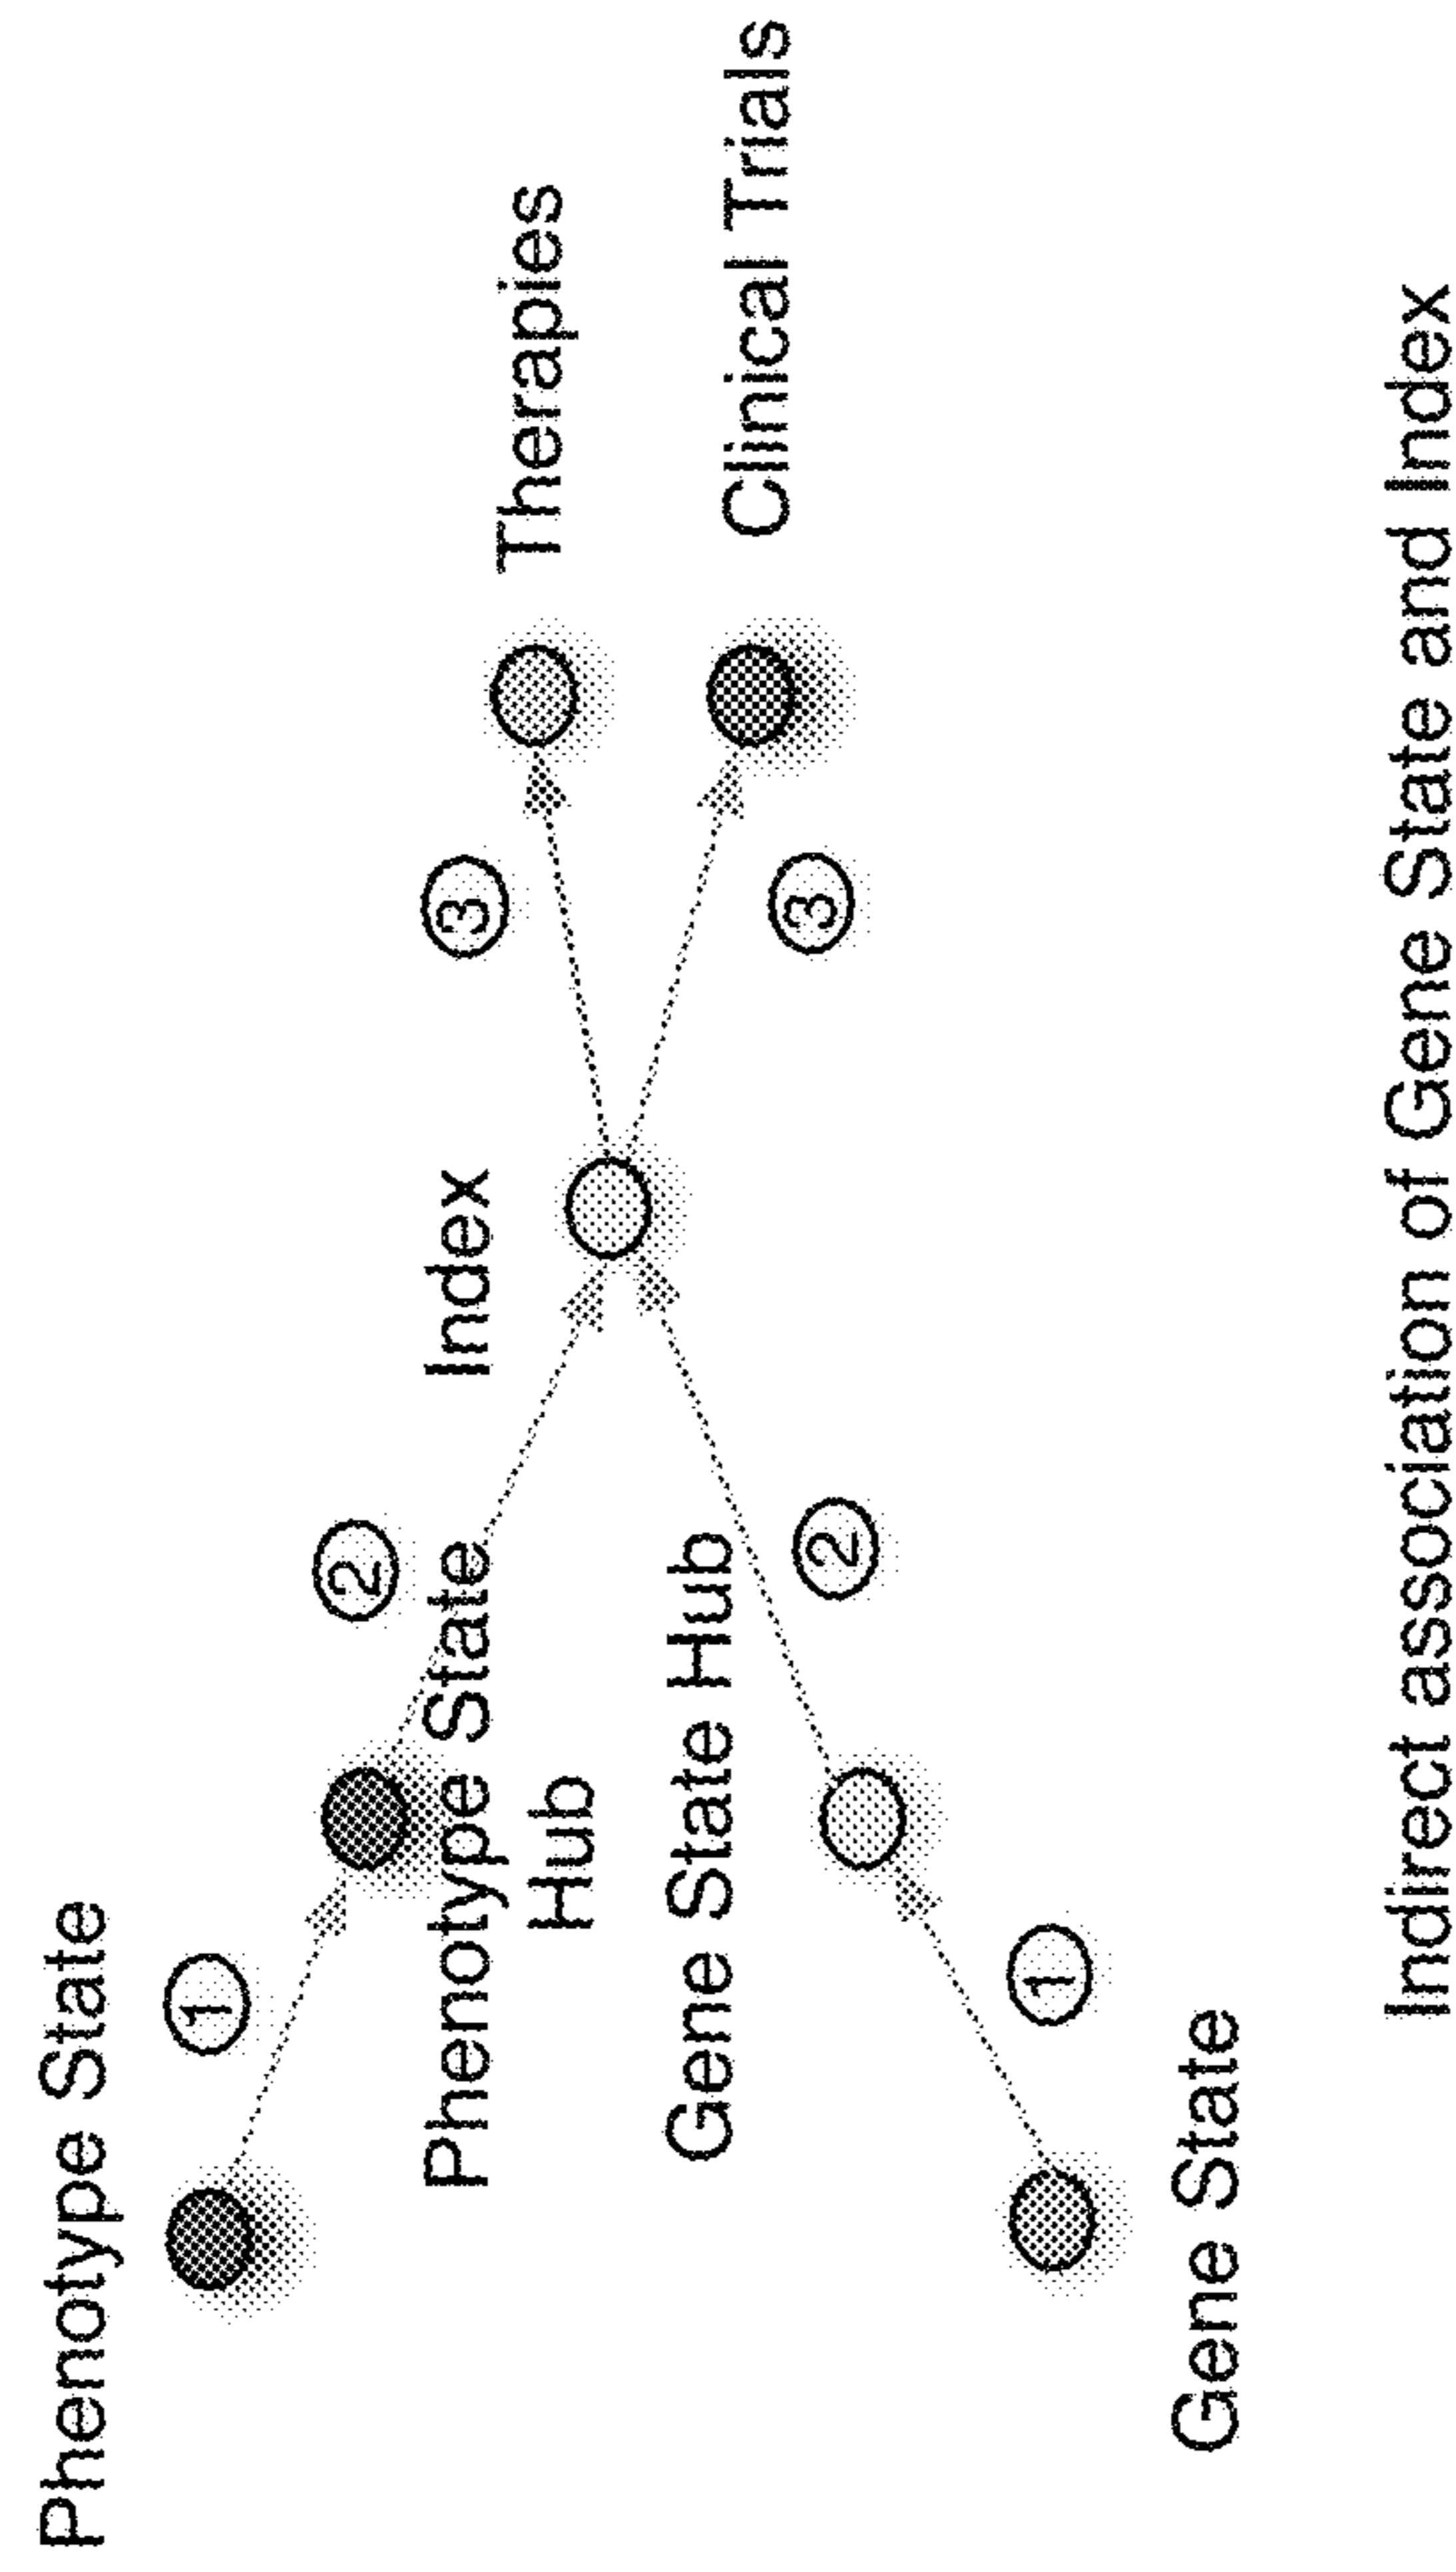 Phenotype State
1
2
Phenotype State
Hub
Index
3
Therapies
Gene State Hub
Clinical Trials
2
3
1
Gene State
Indirect association of Gene State and Index